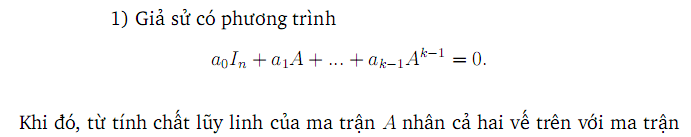 1) Giả sử có phương trình
a₀Iₙ + a₁A + ... + aₖ₋₁Aᵏ⁻¹ = 0.
Khi đó, từ tính chất lũy linh của ma trận A nhân cả hai vế trên với ma trận